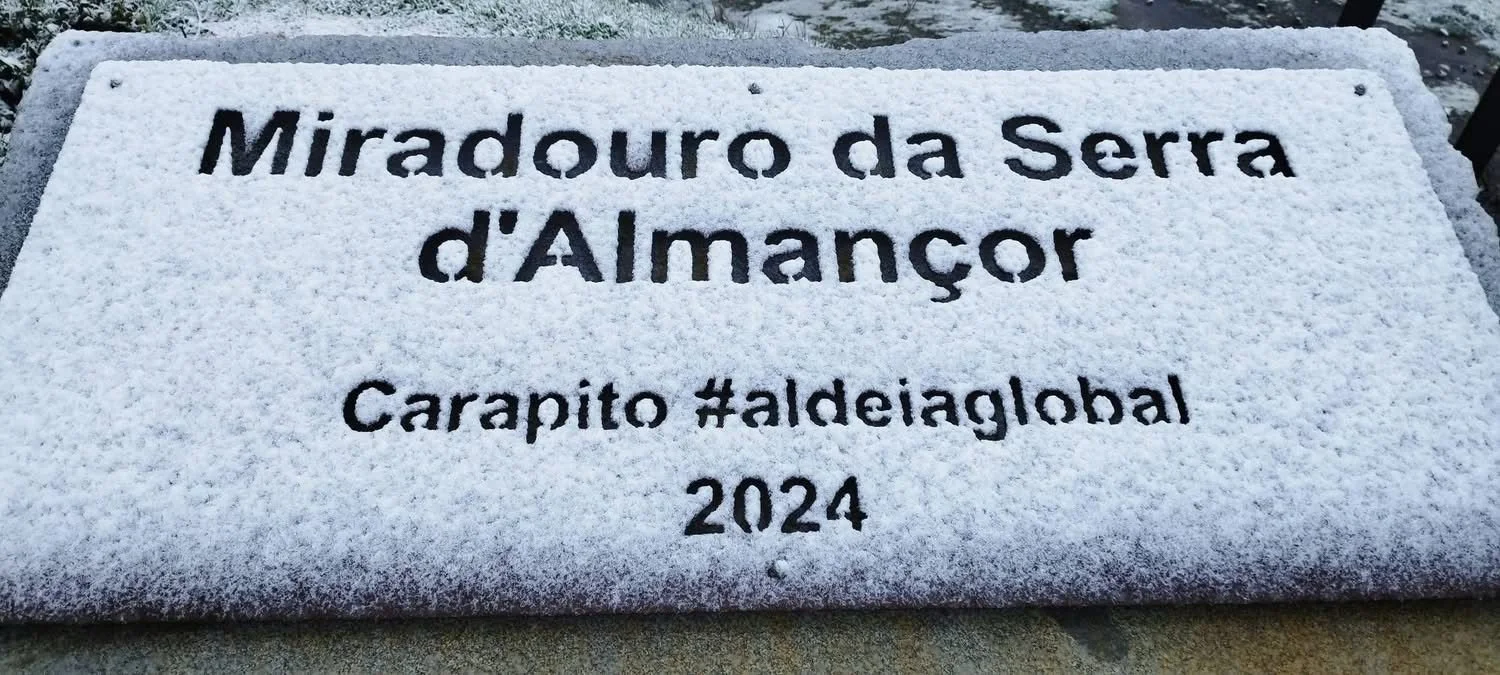 Miradouro da Serra
d'Almançor
Carapito #aldeiaglobal
2024